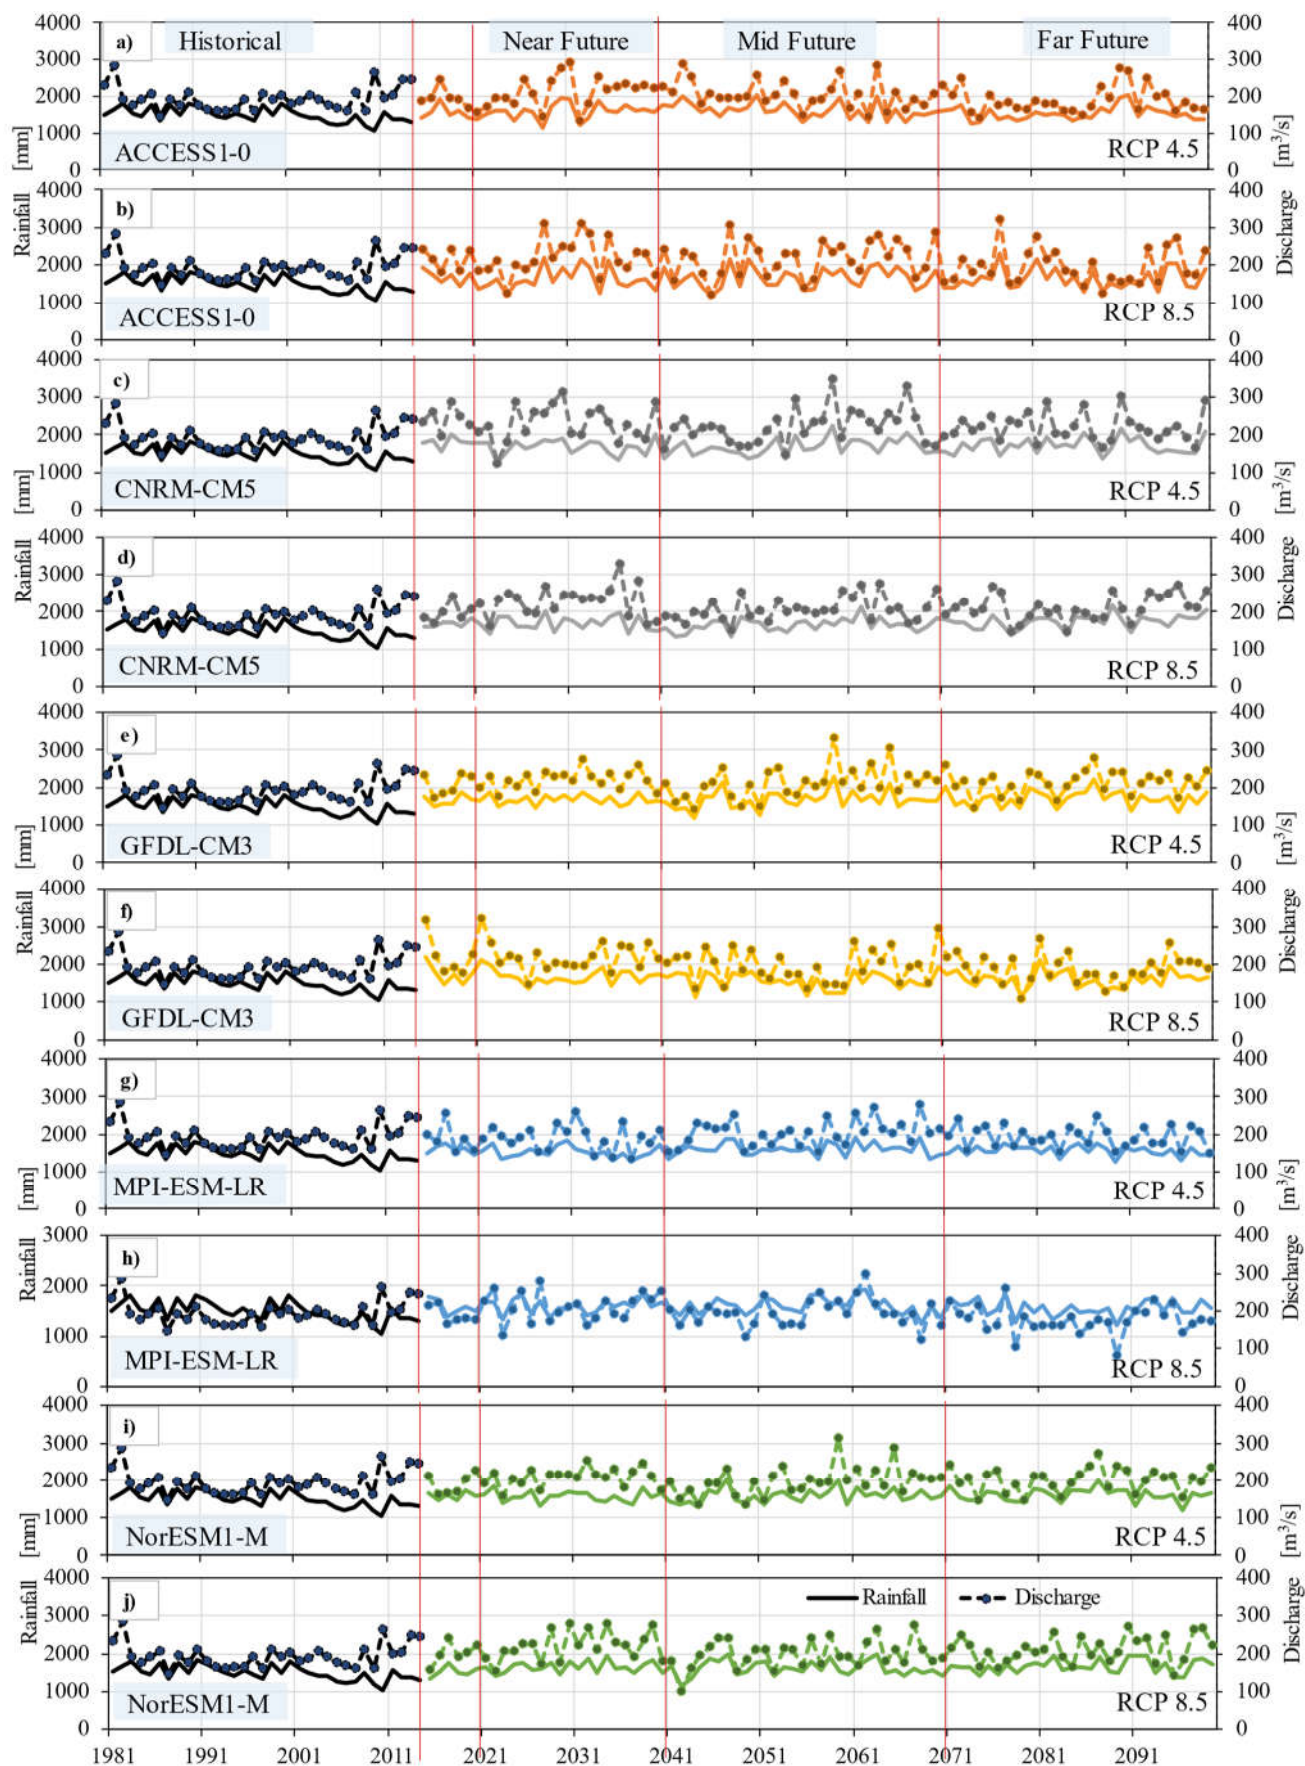 a) Historical Near Future Mid Future Far Future
4000 3000 2000 1000 0
400 300 200 100 0
[mm] ACCESS1-0 RCP 4.5 [m³/s]
b)
4000 3000 2000 1000 0
400 300 200 100 0
Rainfall Discharge
ACCESS1-0 RCP 8.5
c)
4000 3000 2000 1000 0
400 300 200 100 0
[mm] CNRM-CM5 RCP 4.5 [m³/s]
d)
4000 3000 2000 1000 0
400 300 200 100 0
Rainfall Discharge
CNRM-CM5 RCP 8.5
e)
4000 3000 2000 1000 0
400 300 200 100 0
[mm] GFDL-CM3 RCP 4.5 [m³/s]
f)
4000 3000 2000 1000 0
400 300 200 100 0
Rainfall Discharge
GFDL-CM3 RCP 8.5
g)
4000 3000 2000 1000 0
400 300 200 100 0
[mm] MPI-ESM-LR RCP 4.5 [m³/s]
h)
3000 2000 1000 0
400 300 200 100 0
Rainfall Discharge
MPI-ESM-LR RCP 8.5
i)
4000 3000 2000 1000 0
400 300 200 100 0
[mm] NorESM1-M RCP 4.5 [m³/s]
j)
4000 3000 2000 1000 0
400 300 200 100 0
Rainfall Discharge
Rainfall Discharge
NorESM1-M RCP 8.5
1981 1991 2001 2011 2021 2031 2041 2051 2061 2071 2081 2091